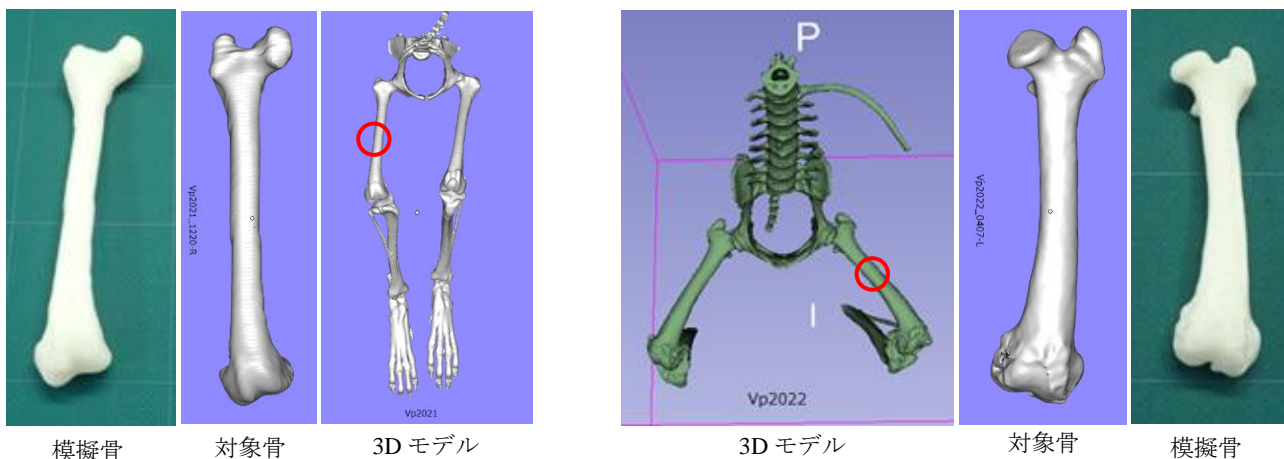 Vp2021_1220-R
Vp2021
P
I
Vp2022
Vp2022_0407-L
模擬骨
対象骨
3D モデル
3D モデル
対象骨
模擬骨